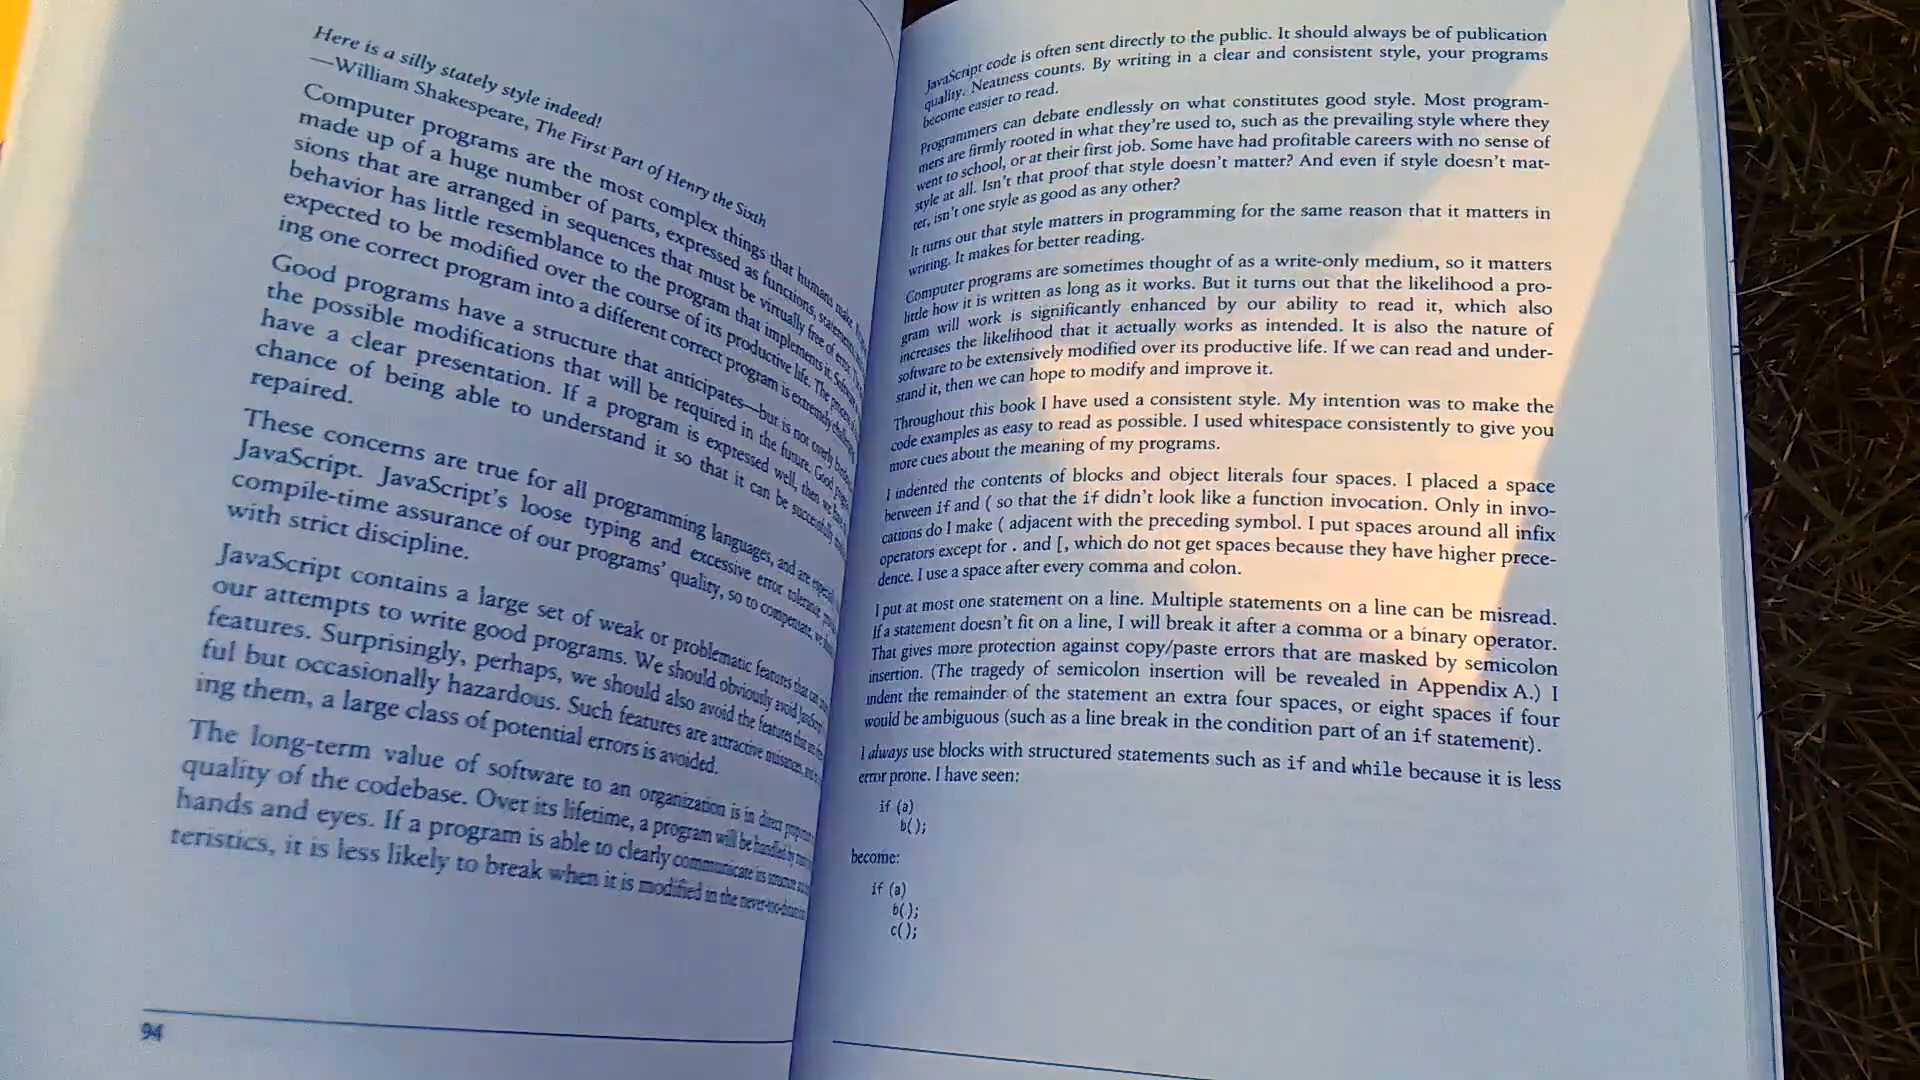 Here is a silly stately style indeed!
—William Shakespeare, The First Part of Henry the Sixth
Computer programs are the most complex things that humans make.
made up of a huge number of parts, expressed as functions,
sions that are arranged in sequences that must be virtually free of error.
behavior has little resemblance to the program that implements it.
expected to be modified over the course of its productive life. The
ing one correct program into a different correct program is extremely
Good programs have a structure that anticipates—but is not overly
the possible modifications that will be required in the future. Good
have a clear presentation. If a program is expressed well, then we
chance of being able to understand it so that it can be successfully
repaired.
These concerns are true for all programming languages, and are
JavaScript. JavaScript's loose typing and excessive error tolerance
compile-time assurance of our programs' quality, so to compensate, we
with strict discipline.
JavaScript contains a large set of weak or problematic features that can
our attempts to write good programs. We should obviously avoid
features. Surprisingly, perhaps, we should also avoid the features that are
ful but occasionally hazardous. Such features are attractive nuisances,
ing them, a large class of potential errors is avoided.
The long-term value of software to an organization is in direct
quality of the codebase. Over its lifetime, a program will be handled by
hands and eyes. If a program is able to clearly communicate its structure
teristics, it is less likely to break when it is modified in the
94
JavaScript code is often sent directly to the public. It should always be of publication
quality. Neatness counts. By writing in a clear and consistent style, your programs
become easier to read.
Programmers can debate endlessly on what constitutes good style. Most program-
mers are firmly rooted in what they're used to, such as the prevailing style where they
went to school, or at their first job. Some have had profitable careers with no sense of
style at all. Isn't that proof that style doesn't matter? And even if style doesn't mat-
ter, isn't one style as good as any other?
It turns out that style matters in programming for the same reason that it matters in
writing. It makes for better reading.
Computer programs are sometimes thought of as a write-only medium, so it matters
little how it is written as long as it works. But it turns out that the likelihood a pro-
gram will work is significantly enhanced by our ability to read it, which also
increases the likelihood that it actually works as intended. It is also the nature of
software to be extensively modified over its productive life. If we can read and under-
stand it, then we can hope to modify and improve it.
Throughout this book I have used a consistent style. My intention was to make the
code examples as easy to read as possible. I used whitespace consistently to give you
more cues about the meaning of my programs.
I indented the contents of blocks and object literals four spaces. I placed a space
between if and ( so that the if didn't look like a function invocation. Only in invo-
cations do I make ( adjacent with the preceding symbol. I put spaces around all infix
operators except for . and [, which do not get spaces because they have higher prece-
dence. I use a space after every comma and colon.
I put at most one statement on a line. Multiple statements on a line can be misread.
If a statement doesn't fit on a line, I will break it after a comma or a binary operator.
That gives more protection against copy/paste errors that are masked by semicolon
insertion. (The tragedy of semicolon insertion will be revealed in Appendix A.) I
indent the remainder of the statement an extra four spaces, or eight spaces if four
would be ambiguous (such as a line break in the condition part of an if statement).
I always use blocks with structured statements such as if and while because it is less
error prone. I have seen:
if (a)
b();
become:
if (a)
b();
c();